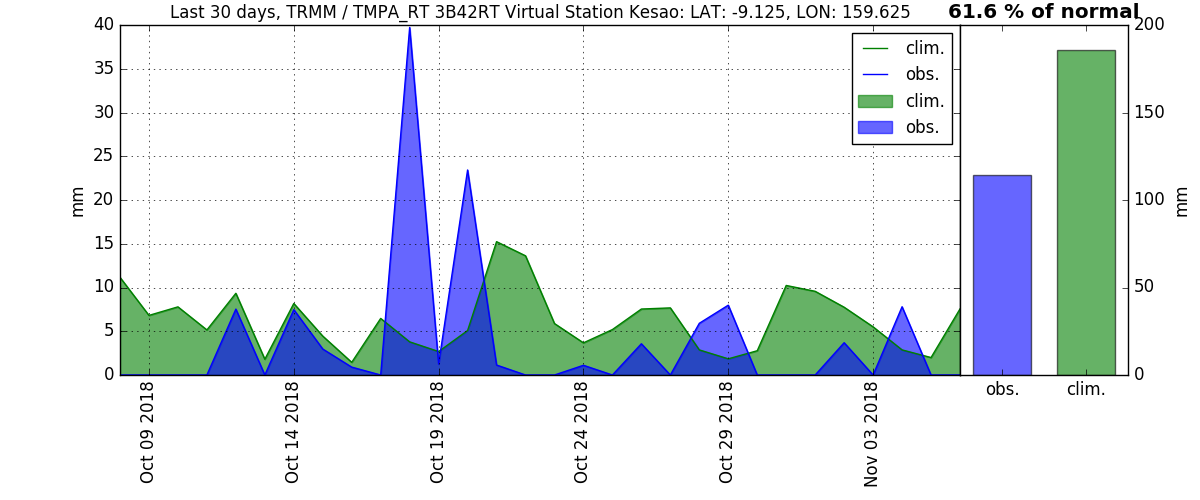 Last 30 days, TRMM / TMPA_RT 3B42RT Virtual Station Kesao: LAT: -9.125, LON: 159.625
61.6 % of normal
40
35
30
25
20
15
10
5
0
mm
clim.
obs.
clim.
obs.
200
150
100
50
0
mm
obs.
clim.
Oct 09 2018
Oct 14 2018
Oct 19 2018
Oct 24 2018
Oct 29 2018
Nov 03 2018